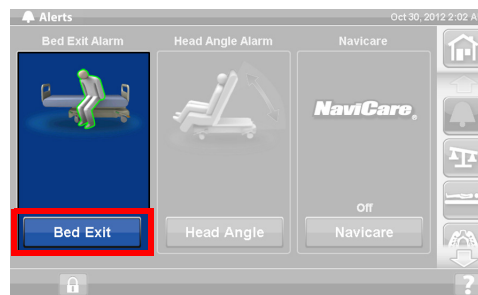 Alerts
Oct 30, 2012 2:02 A
Bed Exit Alarm
Head Angle Alarm
Navicare
NaviCare
Off
Bed Exit
Head Angle
Navicare
?